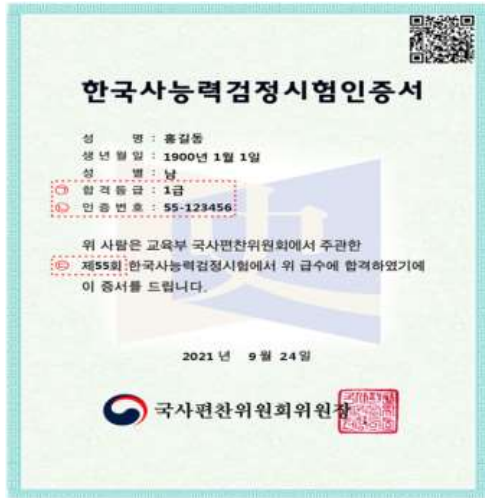 한국사능력검정시험인증서
성 명 : 홍길동
생 년 월 일 : 1900년 1월 1일
성 별 : 남
㉠ 합 격 등 급 : 1급
㉡ 인 증 번 호 : 55-123456
위 사람은 교육부 국사편찬위원회에서 주관한
㉢ 제55회 한국사능력검정시험에서 위 급수에 합격하였기에
이 증서를 드립니다.
2021 년 9 월 24 일
국사편찬위원회위원장